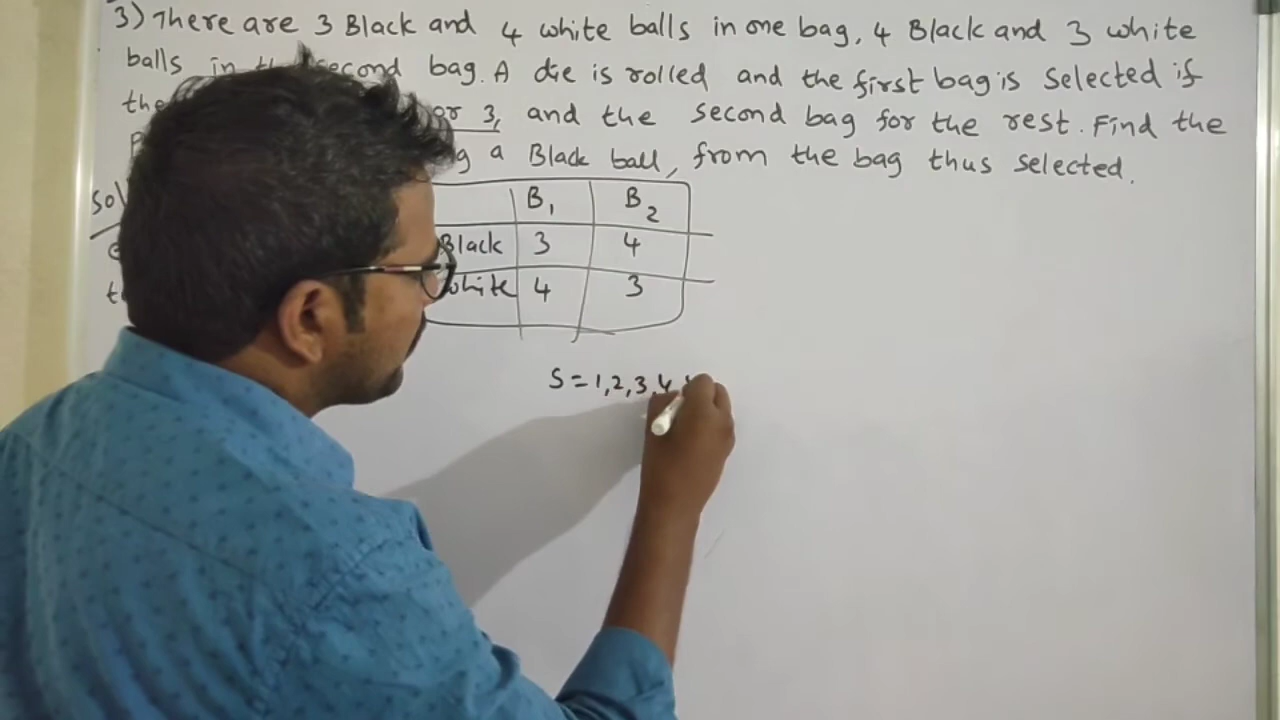 3) There are 3 Black and 4 white balls in one bag, 4 Black and 3 white
balls in second bag. A die is rolled and the first bag is selected if
the or 3, and the second bag for the rest. Find the
a Black ball, from the bag thus selected.
Sol
B1 B2
Black 3 4
white 4 3
S = 1,2,3,4